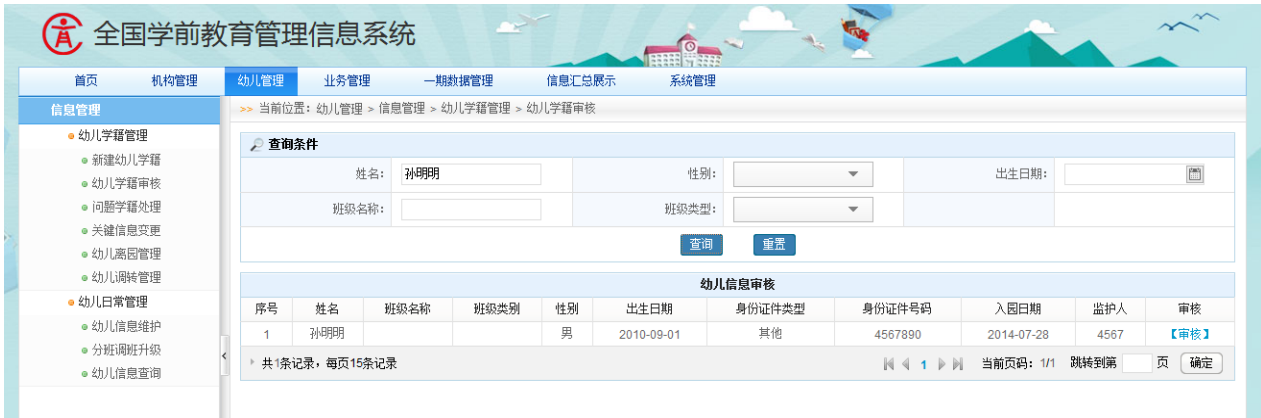 全国学前教育管理信息系统
首页 机构管理 幼儿管理 业务管理 一期数据管理 信息汇总展示 系统管理
信息管理
>> 当前位置：幼儿管理 > 信息管理 > 幼儿学籍管理 > 幼儿学籍审核
幼儿学籍管理
新建幼儿学籍
幼儿学籍审核
问题学籍处理
关键信息变更
幼儿离园管理
幼儿调转管理
幼儿日常管理
幼儿信息维护
分班调班升级
幼儿信息查询
查询条件
姓名： 孙明明 性别： 出生日期：
班级名称： 班级类型：
查询 重置
幼儿信息审核
序号 姓名 班级名称 班级类别 性别 出生日期 身份证件类型 身份证件号码 入园日期 监护人 审核
1 孙明明 男 2010-09-01 其他 4567890 2014-07-28 4567 【审核】
共1条记录，每页15条记录 1 当前页码：1/1 跳转到第 页 确定